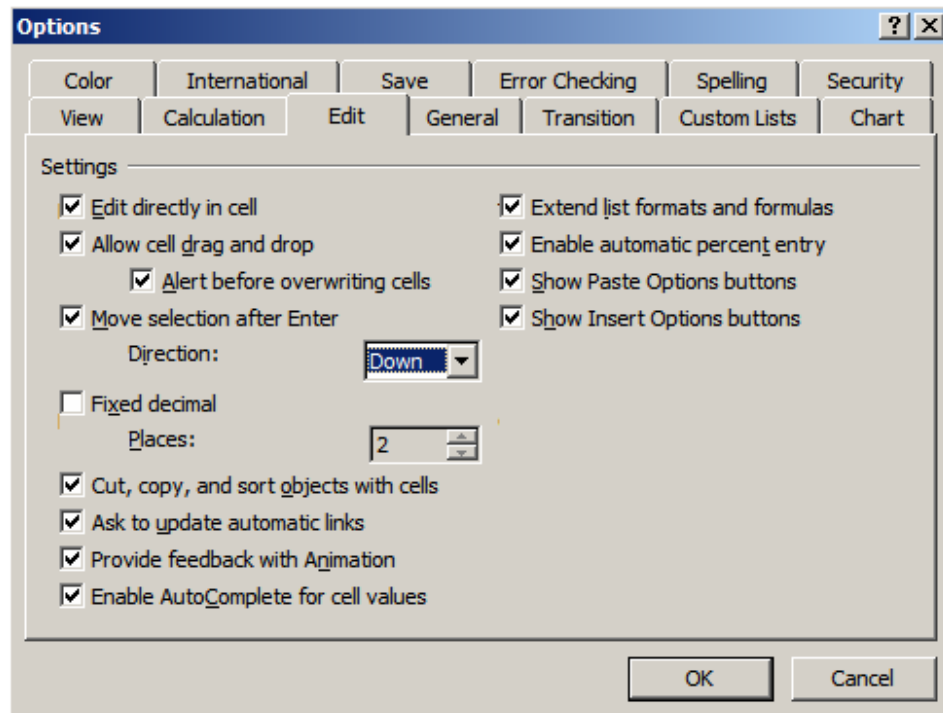 Options
Color International Save Error Checking Spelling Security
View Calculation Edit General Transition Custom Lists Chart
Settings
Edit directly in cell
Allow cell drag and drop
Alert before overwriting cells
Move selection after Enter
Direction: Down
Fixed decimal
Places: 2
Cut, copy, and sort objects with cells
Ask to update automatic links
Provide feedback with Animation
Enable AutoComplete for cell values
Extend list formats and formulas
Enable automatic percent entry
Show Paste Options buttons
Show Insert Options buttons
OK Cancel